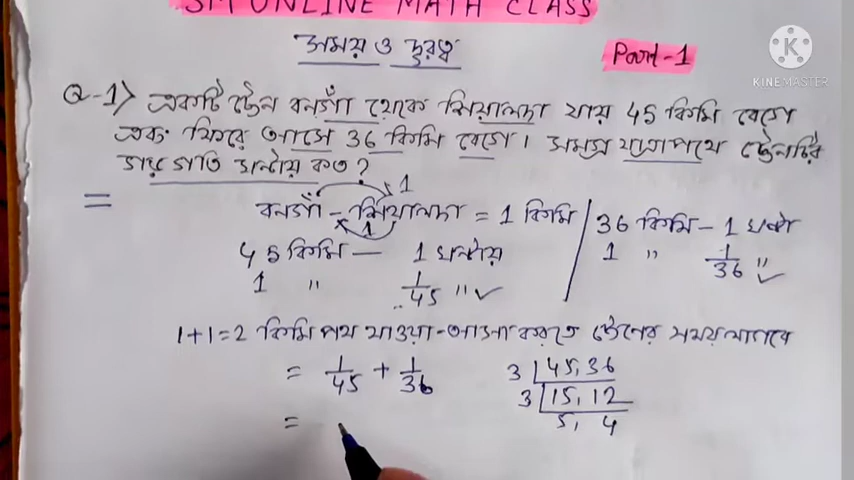 SM ONLINE MATH CLASS
সময় ও দুরত্ব
Part-1
KINEMASTER
Q-1> একটি ট্রেন বনগাঁ থেকে শিয়ালদা যায় 45 কিমি বেগে
এবং ফিরে আসে 36 কিমি বেগে। সমগ্র যাত্রাপথে ট্রেনটির
গড় গতি ঘন্টায় কত?
= বনগাঁ - শিয়ালদা = 1 কিমি
1
1
45 কিমি — 1 ঘন্টায়
1 " 1/45 " ✓
36 কিমি - 1 ঘন্টা
1 " 1/36 " ✓
1+1=2 কিমি পথ যাওয়া-আসা করতে ট্রেনের সময় লাগবে
= 1/45 + 1/36
3 | 45, 36
3 | 15, 12
5, 4
=